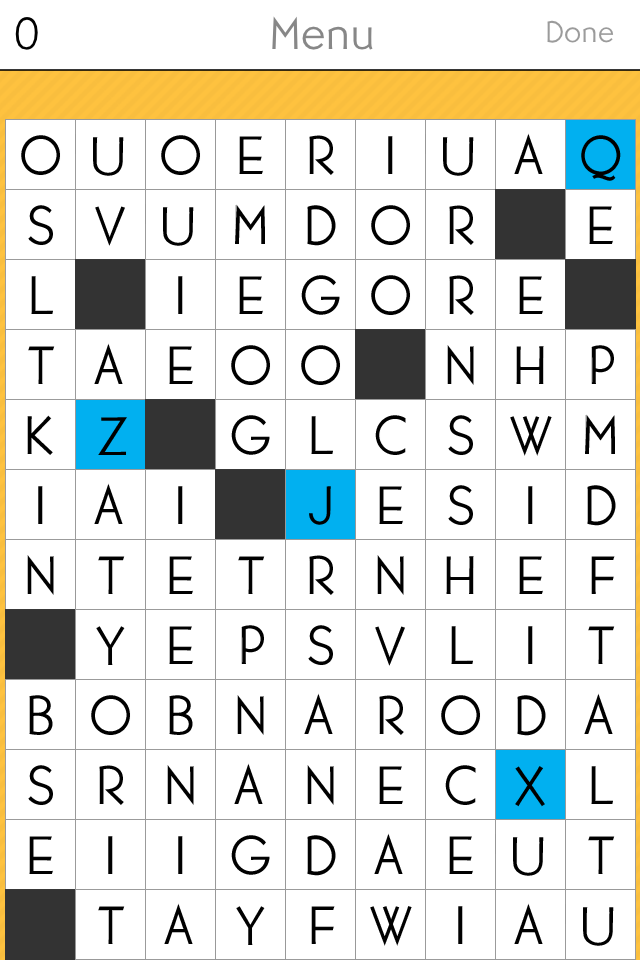 0 Menu Done
O U O E R I U A Q
S V U M D O R E
L I E G O R E
T A E O O N H P
K Z G L C S W M
I A I J E S I D
N T E T R N H E F
Y E P S V L I T
B O B N A R O D A
S R N A N E C X L
E I I G D A E U T
T A Y F W I A U